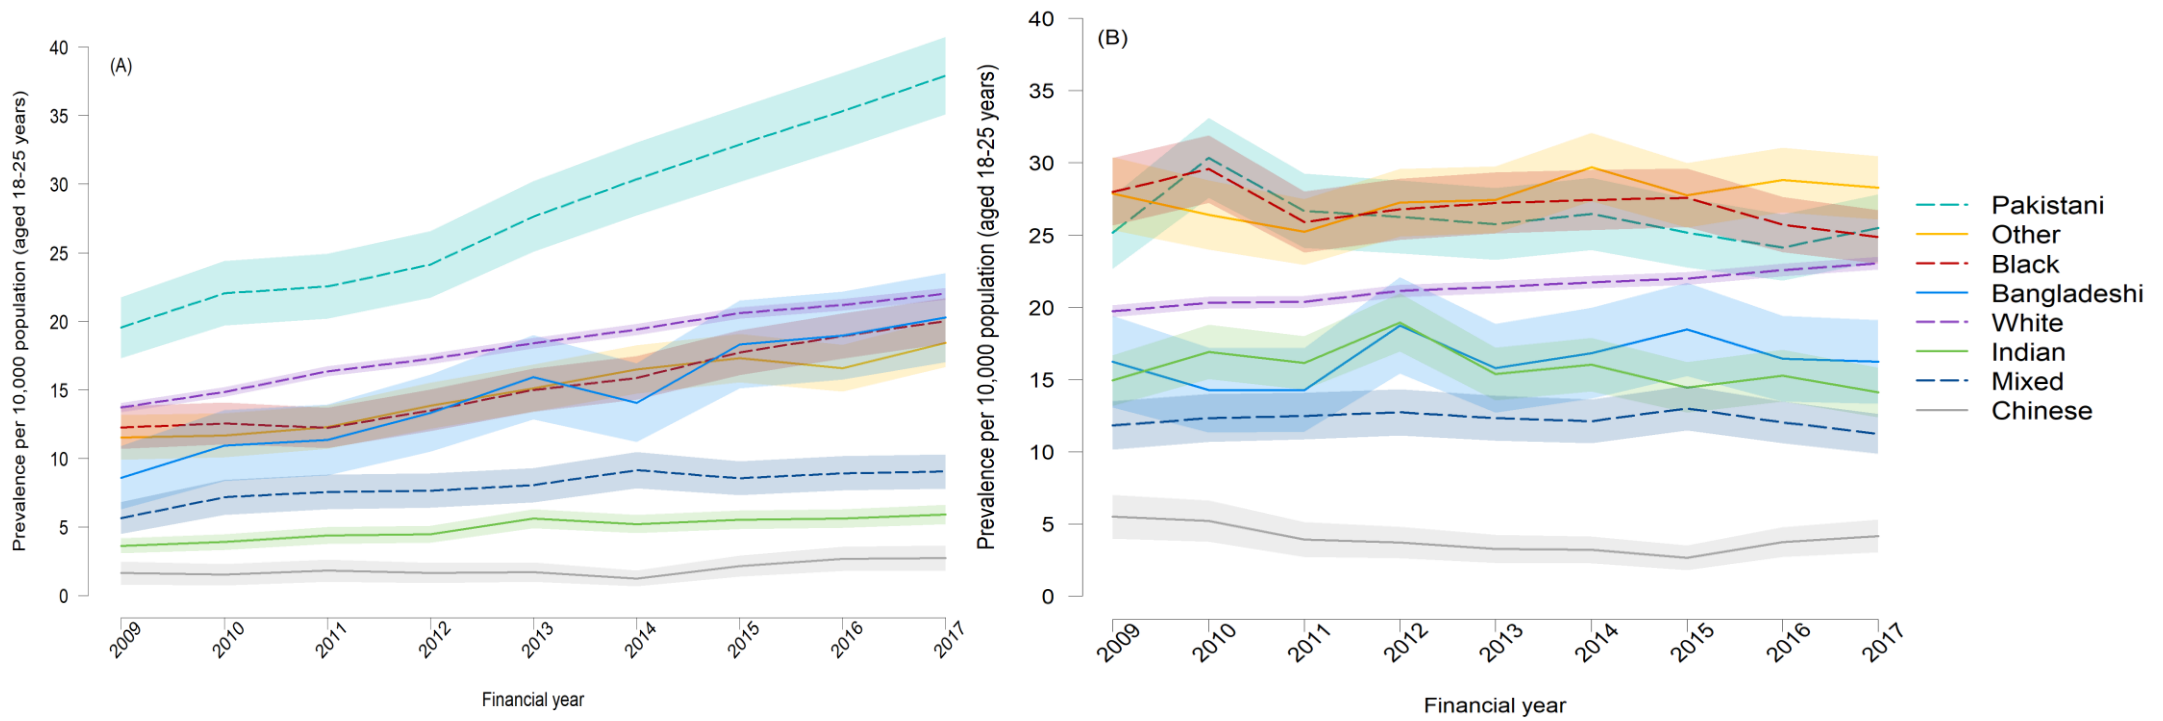 (A)
Prevalence per 10,000 population (aged 18-25 years)
40
35
30
25
20
15
10
5
0
2009
2010
2011
2012
2013
2014
2015
2016
2017
Financial year
(B)
Prevalence per 10,000 population (aged 18-25 years)
40
35
30
25
20
15
10
5
0
2009
2010
2011
2012
2013
2014
2015
2016
2017
Financial year
Pakistani
Other
Black
Bangladeshi
White
Indian
Mixed
Chinese